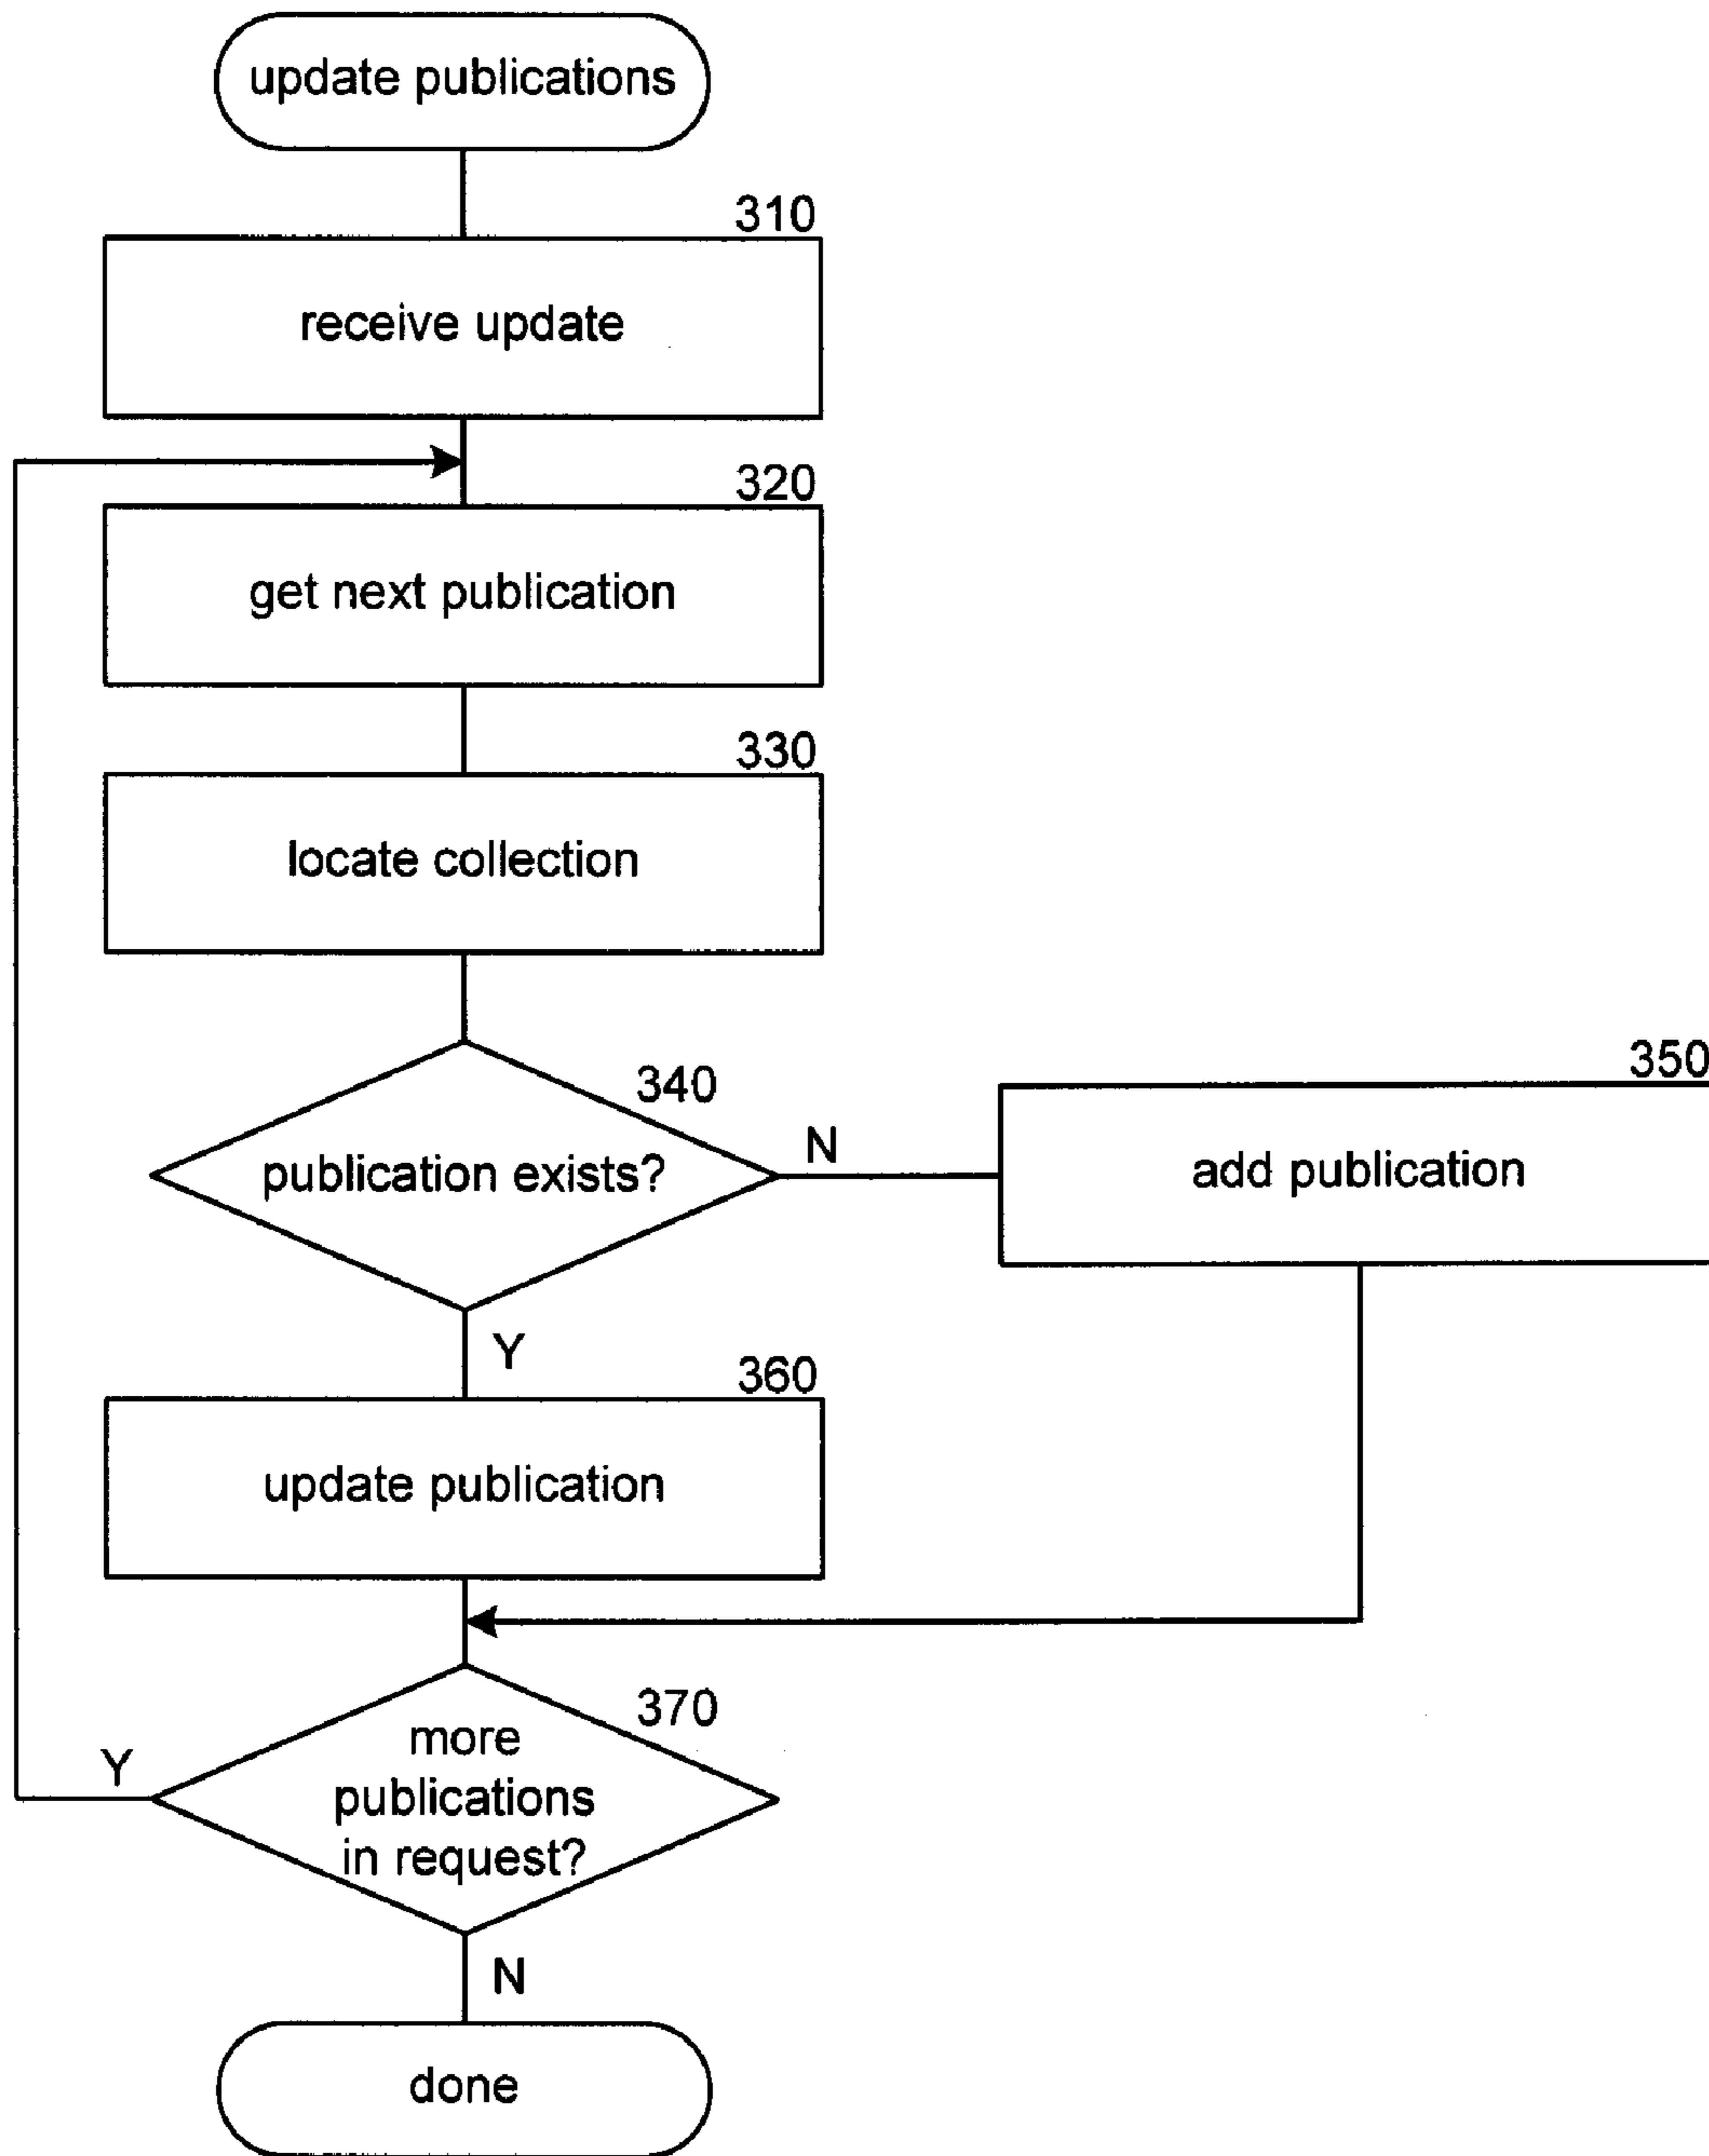 update publications
310
receive update
320
get next publication
330
locate collection
340
publication exists?
N
350
add publication
Y
360
update publication
370
more
publications
in request?
Y
N
done